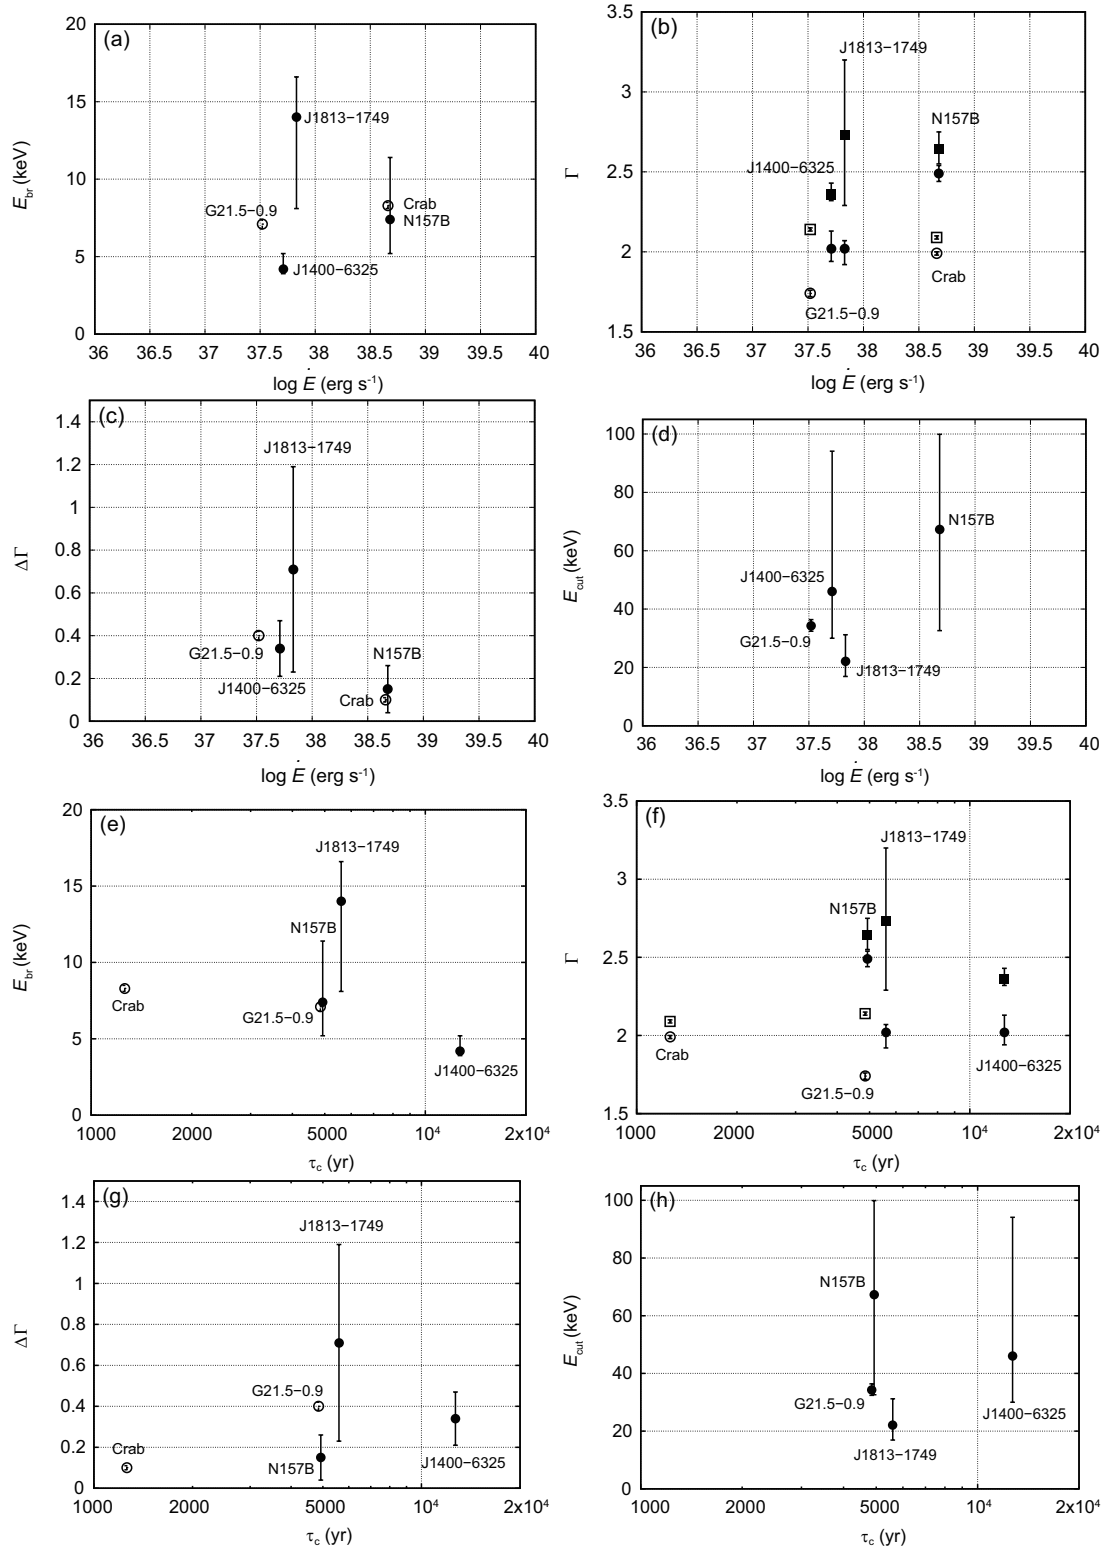 (a)
20
15
10
5
0
E_br (keV)
J1813−1749
G21.5−0.9
Crab
N157B
J1400−6325
36 36.5 37 37.5 38 38.5 39 39.5 40
log Ė (erg s⁻¹)
(b)
3.5
3
2.5
2
1.5
Γ
J1813−1749
N157B
J1400−6325
Crab
G21.5−0.9
36 36.5 37 37.5 38 38.5 39 39.5 40
log Ė (erg s⁻¹)
(c)
1.4
1.2
1
0.8
0.6
0.4
0.2
0
ΔΓ
J1813−1749
G21.5−0.9
N157B
J1400−6325
Crab
36 36.5 37 37.5 38 38.5 39 39.5 40
log Ė (erg s⁻¹)
(d)
100
80
60
40
20
0
E_cut (keV)
N157B
J1400−6325
G21.5−0.9
J1813−1749
36 36.5 37 37.5 38 38.5 39 39.5 40
log Ė (erg s⁻¹)
(e)
20
15
10
5
0
E_br (keV)
J1813−1749
N157B
Crab
G21.5−0.9
J1400−6325
1000 2000 5000 10⁴ 2x10⁴
τ_c (yr)
(f)
3.5
3
2.5
2
1.5
Γ
J1813−1749
N157B
Crab
J1400−6325
G21.5−0.9
1000 2000 5000 10⁴ 2x10⁴
τ_c (yr)
(g)
1.4
1.2
1
0.8
0.6
0.4
0.2
0
ΔΓ
J1813−1749
G21.5−0.9
Crab
N157B
J1400−6325
1000 2000 5000 10⁴ 2x10⁴
τ_c (yr)
(h)
100
80
60
40
20
0
E_cut (keV)
N157B
G21.5−0.9
J1400−6325
J1813−1749
1000 2000 5000 10⁴ 2x10⁴
τ_c (yr)